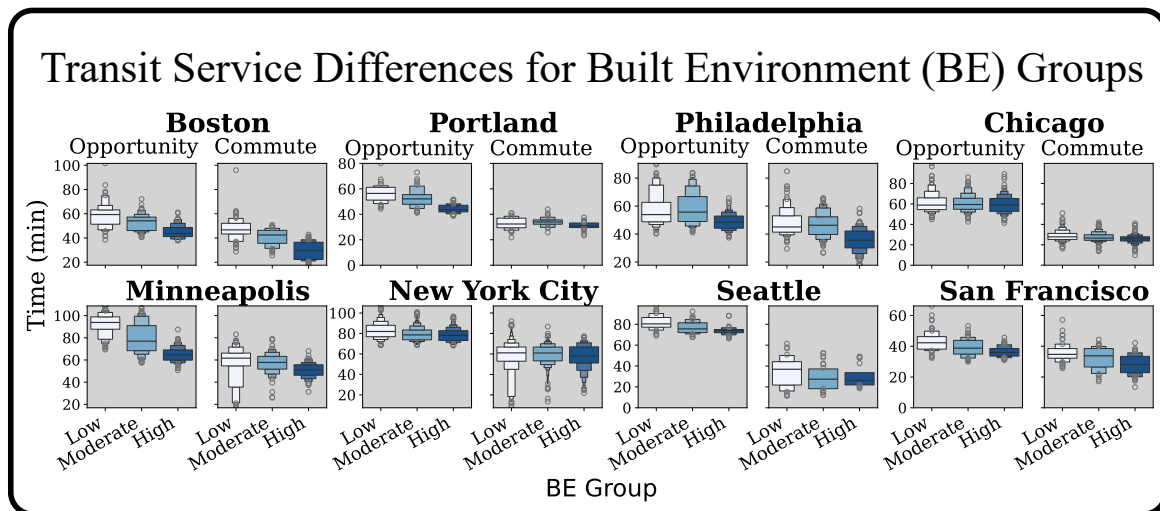 Transit Service Differences for Built Environment (BE) Groups
Boston
Portland
Philadelphia
Chicago
Opportunity Commute
Opportunity Commute
Opportunity Commute
Opportunity Commute
100
80
60
40
20
80
60
40
20
0
80
60
40
20
80
60
40
20
0
Time (min)
Minneapolis
New York City
Seattle
San Francisco
100
80
60
40
20
100
80
60
40
20
80
60
40
20
0
60
40
20
0
Low
Moderate
High
Low
Moderate
High
Low
Moderate
High
Low
Moderate
High
Low
Moderate
High
Low
Moderate
High
Low
Moderate
High
Low
Moderate
High
BE Group